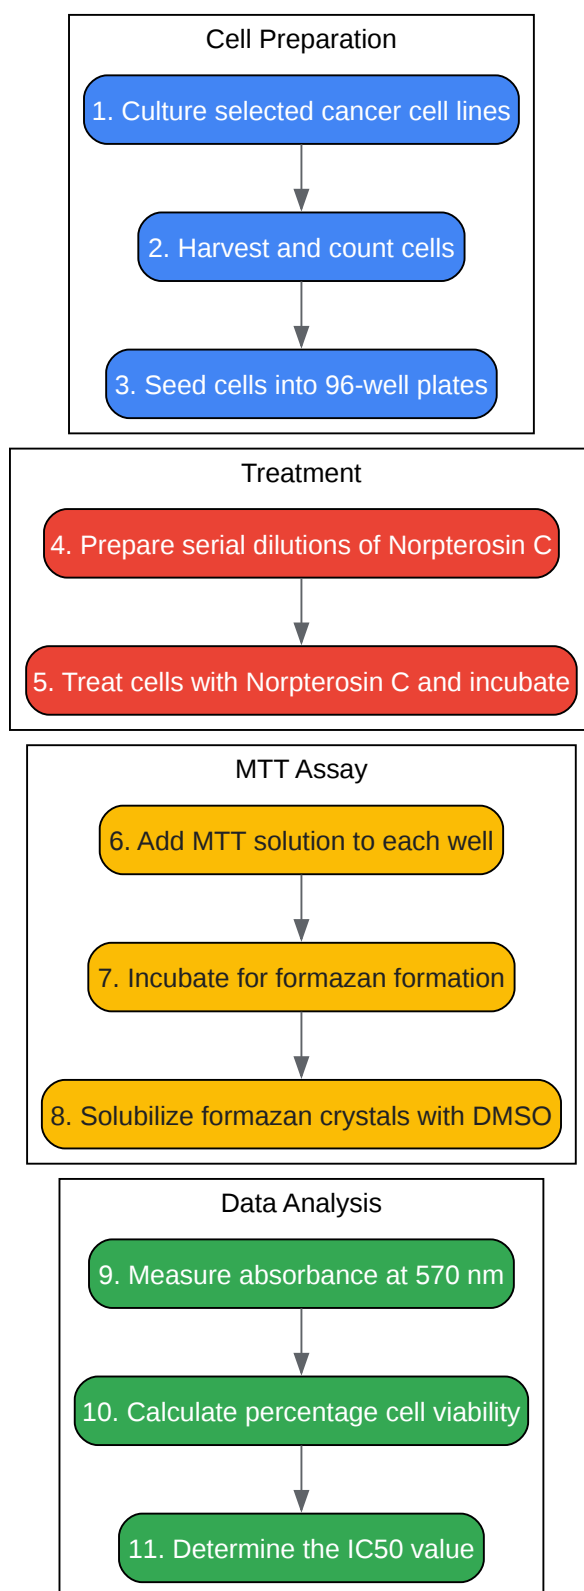 Cell Preparation
1. Culture selected cancer cell lines
2. Harvest and count cells
3. Seed cells into 96-well plates
Treatment
4. Prepare serial dilutions of Norpterosin C
5. Treat cells with Norpterosin C and incubate
MTT Assay
6. Add MTT solution to each well
7. Incubate for formazan formation
8. Solubilize formazan crystals with DMSO
Data Analysis
9. Measure absorbance at 570 nm
10. Calculate percentage cell viability
11. Determine the IC50 value